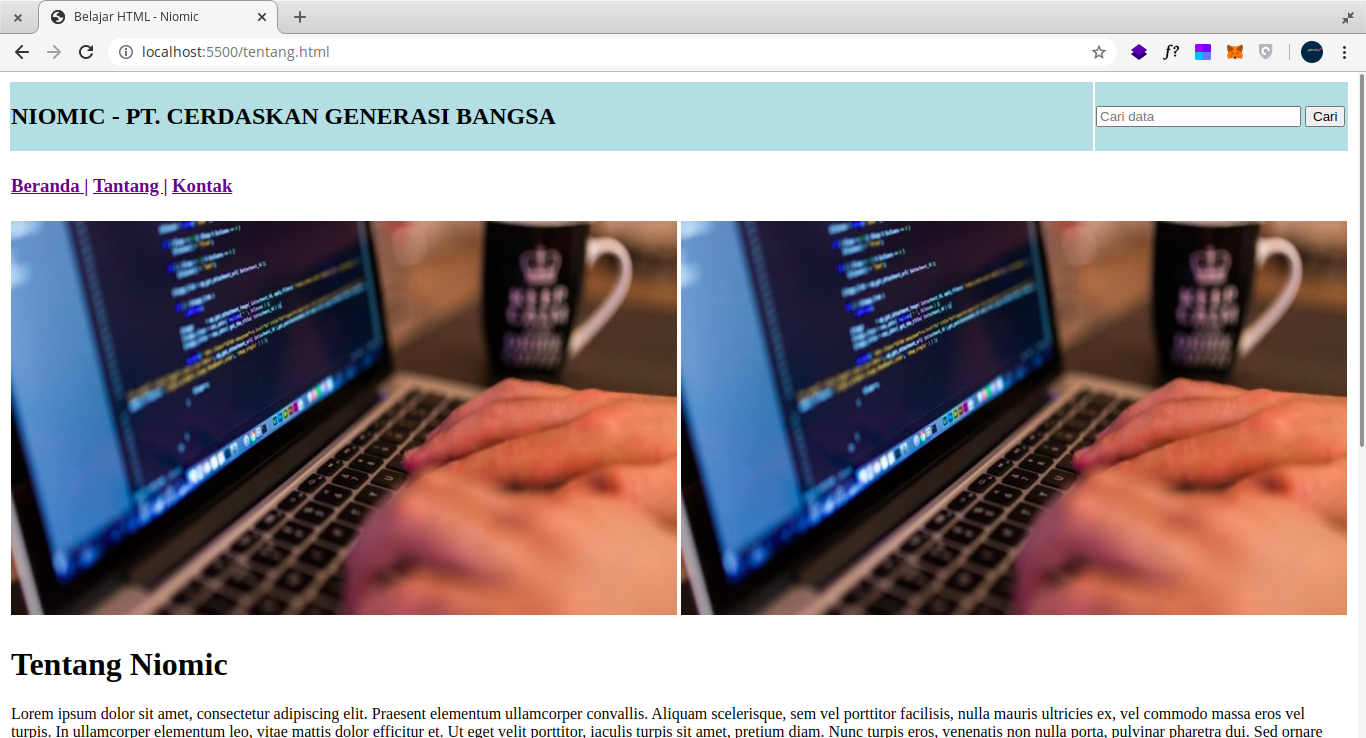 Belajar HTML - Niomic
localhost:5500/tentang.html
f?
NIOMIC - PT. CERDASKAN GENERASI BANGSA
Cari data
Cari
Beranda | Tantang | Kontak
KEEP
CALM
KEEP
CALM
Tentang Niomic
Lorem ipsum dolor sit amet, consectetur adipiscing elit. Praesent elementum ullamcorper convallis. Aliquam scelerisque, sem vel porttitor facilisis, nulla mauris ultricies ex, vel commodo massa eros vel
turpis. In ullamcorper elementum leo, vitae mattis dolor efficitur et. Ut eget velit porttitor, iaculis turpis sit amet, pretium diam. Nunc turpis eros, venenatis non nulla porta, pulvinar pharetra dui. Sed ornare